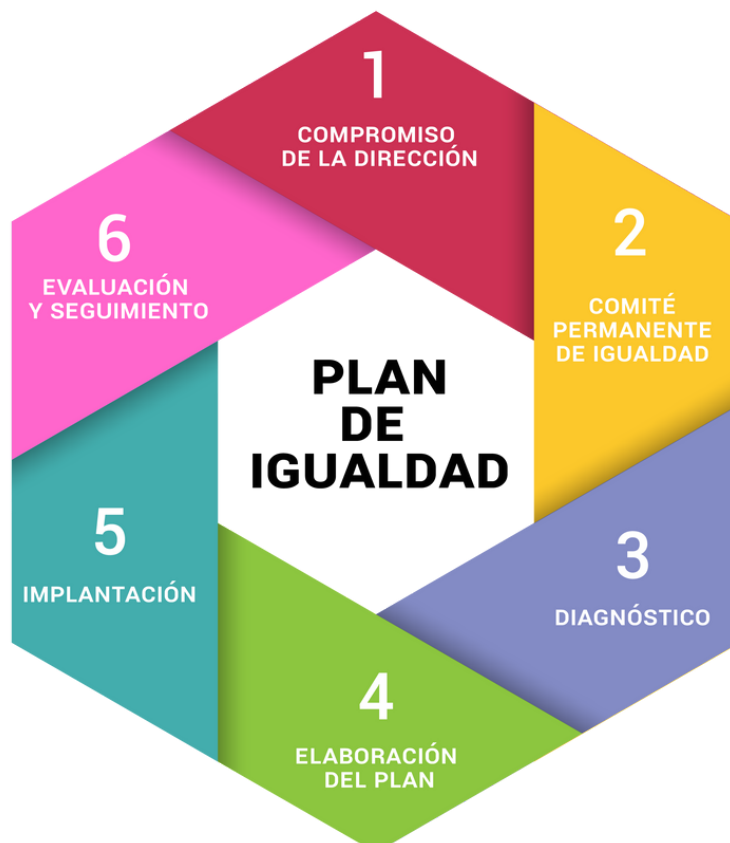 1
COMPROMISO
DE LA DIRECCIÓN
2
COMITÉ
PERMANENTE
DE IGUALDAD
3
DIAGNÓSTICO
4
ELABORACIÓN
DEL PLAN
5
IMPLANTACIÓN
6
EVALUACIÓN
Y SEGUIMIENTO
PLAN
DE
IGUALDAD